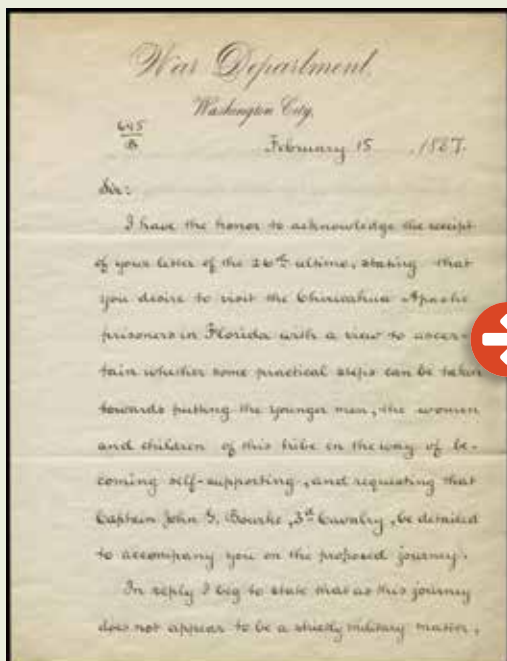 War Department,
Washington City,
645
February 15, 1887.
Sir:
I have the honor to acknowledge the receipt
of your letter of the 26th ultimo, stating that
you desire to visit the Chiricahua Apache
prisoners in Florida with a view to ascer-
tain whether some practical steps can be taken
towards putting the younger men, the women
and children of this tribe in the way of be-
coming self-supporting, and requesting that
Captain John G. Bourke, 3d Cavalry, be detailed
to accompany you on the proposed journey.
In reply I beg to state that as this journey
does not appear to be a strictly military matter,